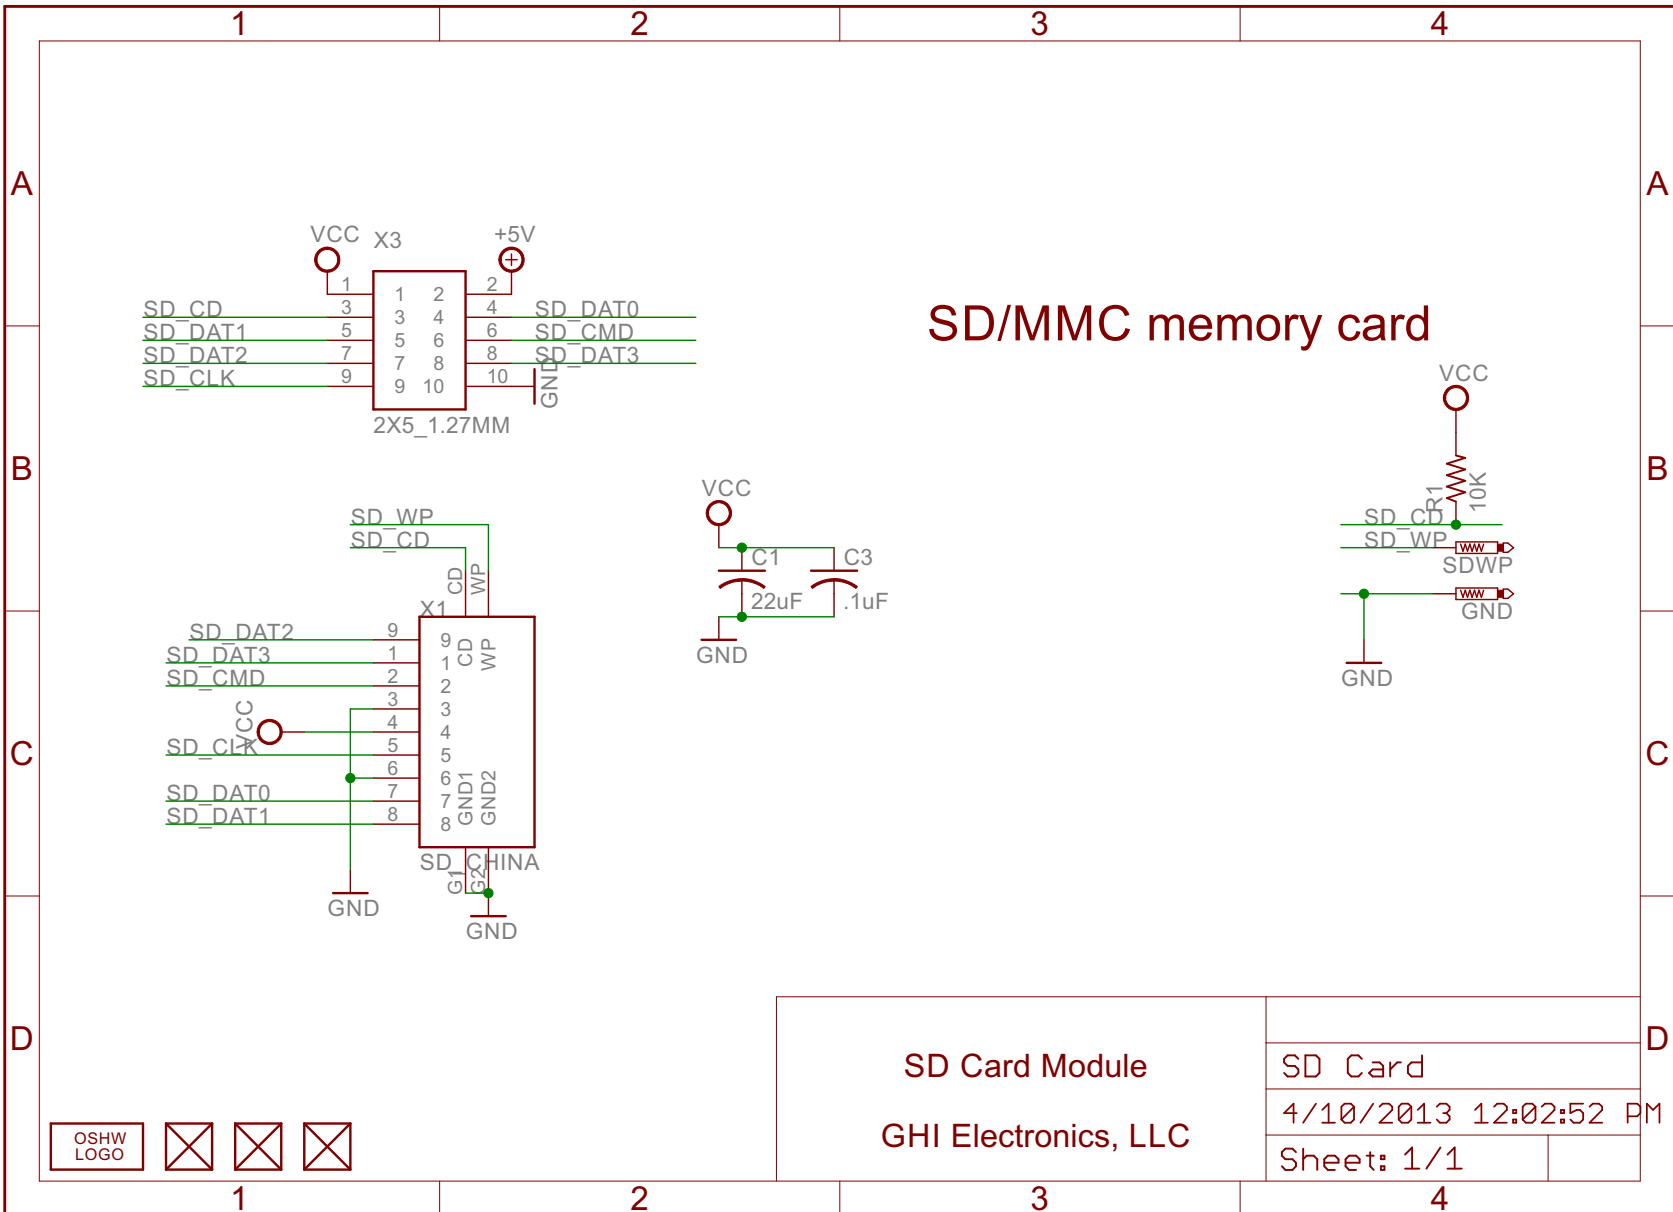 1 2 3 4
A A
VCC X3 +5V
1 1 2 2
SD_CD 3 3 4 4 SD_DAT0
SD_DAT1 5 5 6 6 SD_CMD
SD_DAT2 7 7 8 8 SD_DAT3
SD_CLK 9 9 10 10 GND
2X5_1.27MM
SD/MMC memory card
VCC
R1 10K
SD_CD
SD_WP
SDWP
GND
GND
B B
VCC
C1 C3
22uF .1uF
GND
SD_WP
SD_CD
CD WP
X1
SD_DAT2 9 9 CD WP
SD_DAT3 1 1
SD_CMD 2 2
3 3
VCC 4 4
SD_CLK 5 5
6 6 GND1 GND2
SD_DAT0 7 7
SD_DAT1 8 8
SD_CHINA
G1 G2
GND
GND
C C
D D
SD Card Module
GHI Electronics, LLC
SD Card
4/10/2013 12:02:52 PM
Sheet: 1/1
OSHW
LOGO
1 2 3 4